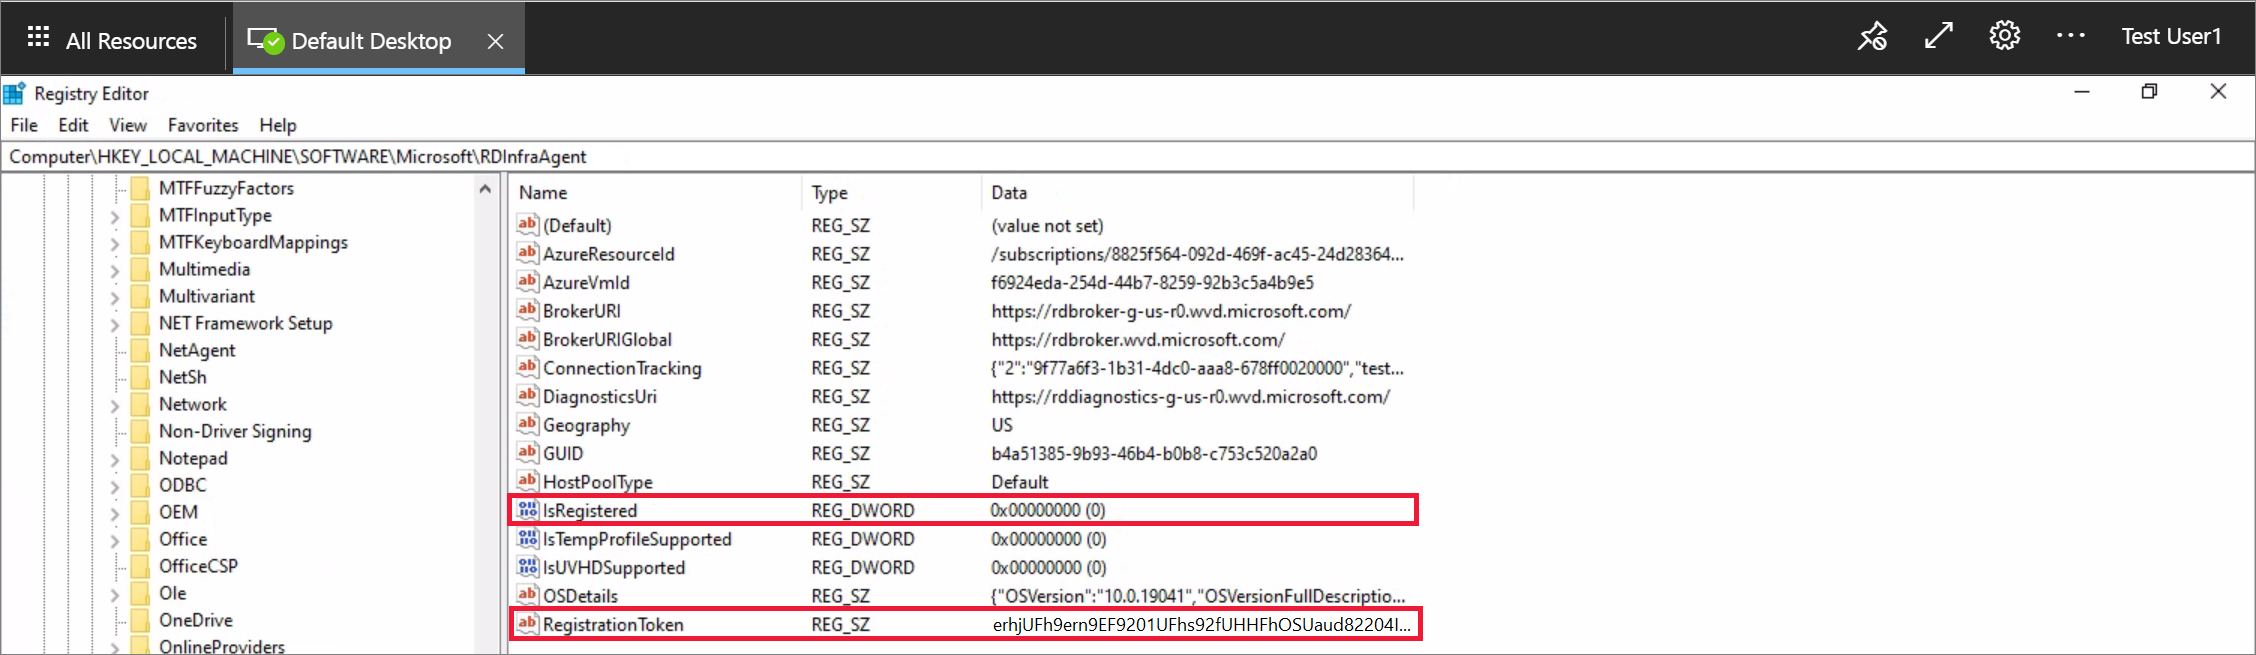 All Resources Default Desktop Test User1
Registry Editor
File Edit View Favorites Help
Computer\HKEY_LOCAL_MACHINE\SOFTWARE\Microsoft\RDInfraAgent
MTFFuzzyFactors
MTFInputType
MTFKeyboardMappings
Multimedia
Multivariant
NET Framework Setup
NetAgent
NetSh
Network
Non-Driver Signing
Notepad
ODBC
OEM
Office
OfficeCSP
Ole
OneDrive
OnlineProviders
Name Type Data
(Default) REG_SZ (value not set)
AzureResourceId REG_SZ /subscriptions/8825f564-092d-469f-ac45-24d28364...
AzureVmId REG_SZ f6924eda-254d-44b7-8259-92b3c5a4b9e5
BrokerURI REG_SZ https://rdbroker-g-us-r0.wvd.microsoft.com/
BrokerURIGlobal REG_SZ https://rdbroker.wvd.microsoft.com/
ConnectionTracking REG_SZ {"2":"9f77a6f3-1b31-4dc0-aaa8-678ff0020000","test...
DiagnosticsUri REG_SZ https://rddiagnostics-g-us-r0.wvd.microsoft.com/
Geography REG_SZ US
GUID REG_SZ b4a51385-9b93-46b4-b0b8-c753c520a2a0
HostPoolType REG_SZ Default
IsRegistered REG_DWORD 0x00000000 (0)
IsTempProfileSupported REG_DWORD 0x00000000 (0)
IsUVHDSupported REG_DWORD 0x00000000 (0)
OSDetails REG_SZ {"OSVersion":"10.0.19041","OSVersionFullDescriptio...
RegistrationToken REG_SZ erhjUFh9ern9EF9201UFhs92fUHHFhOSUaud82204I...